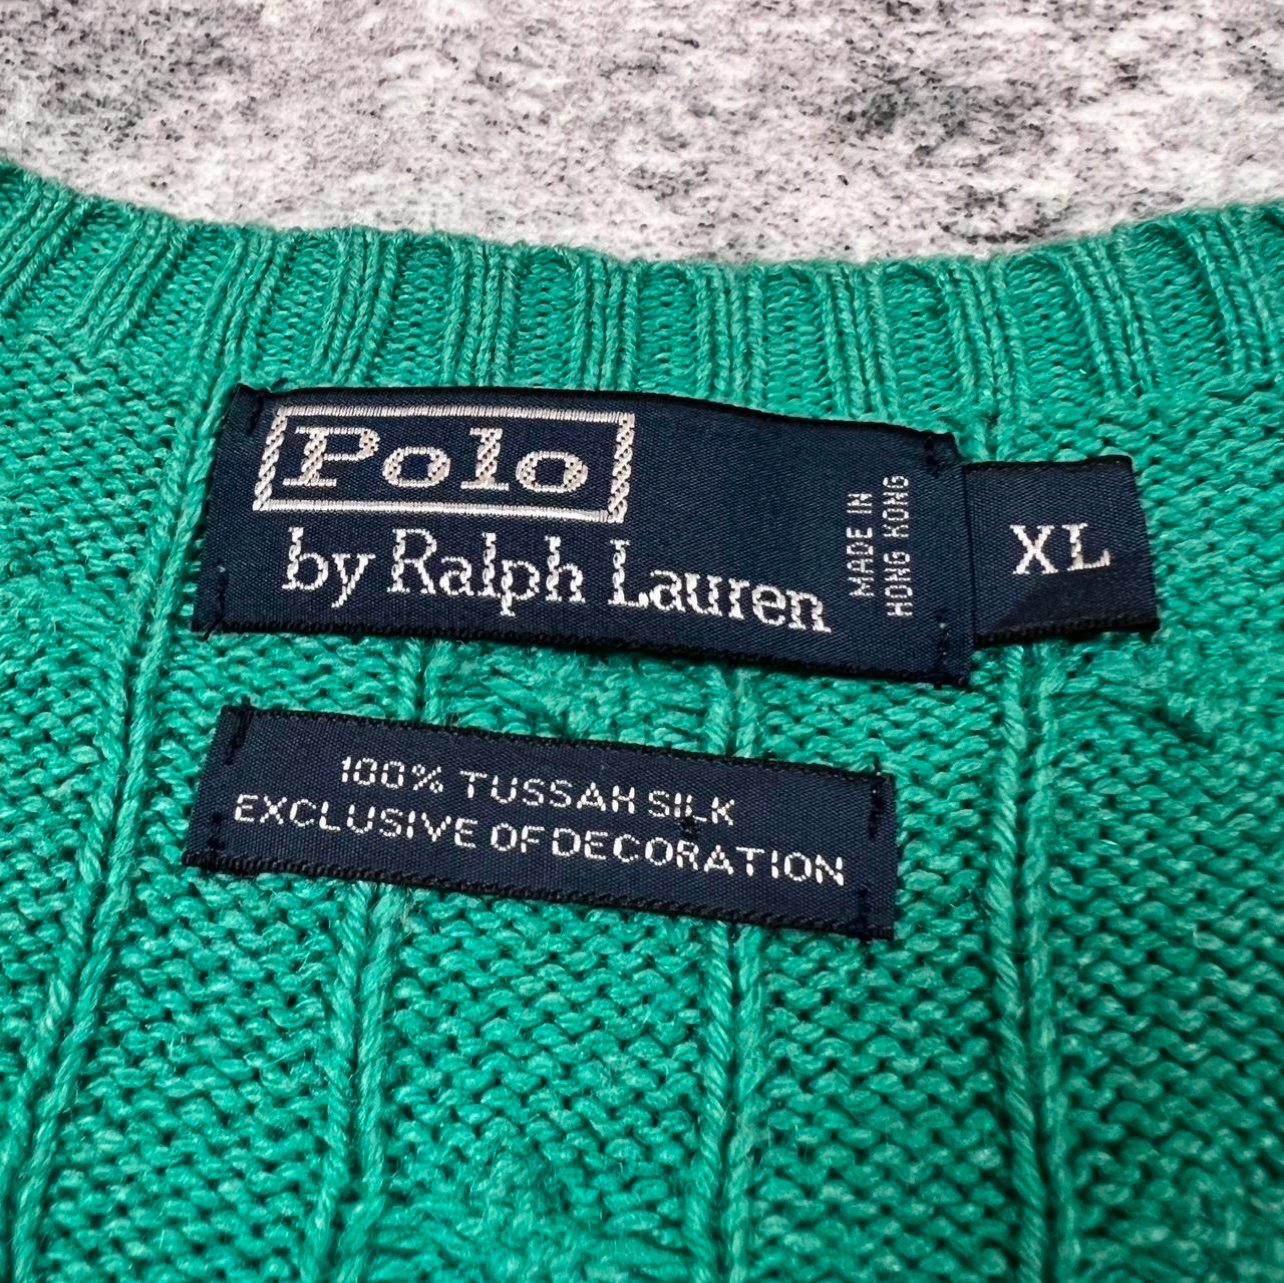 Polo
by Ralph Lauren
MADE IN
HONG KONG
XL
100% TUSSAH SILK
EXCLUSIVE OF DECORATION